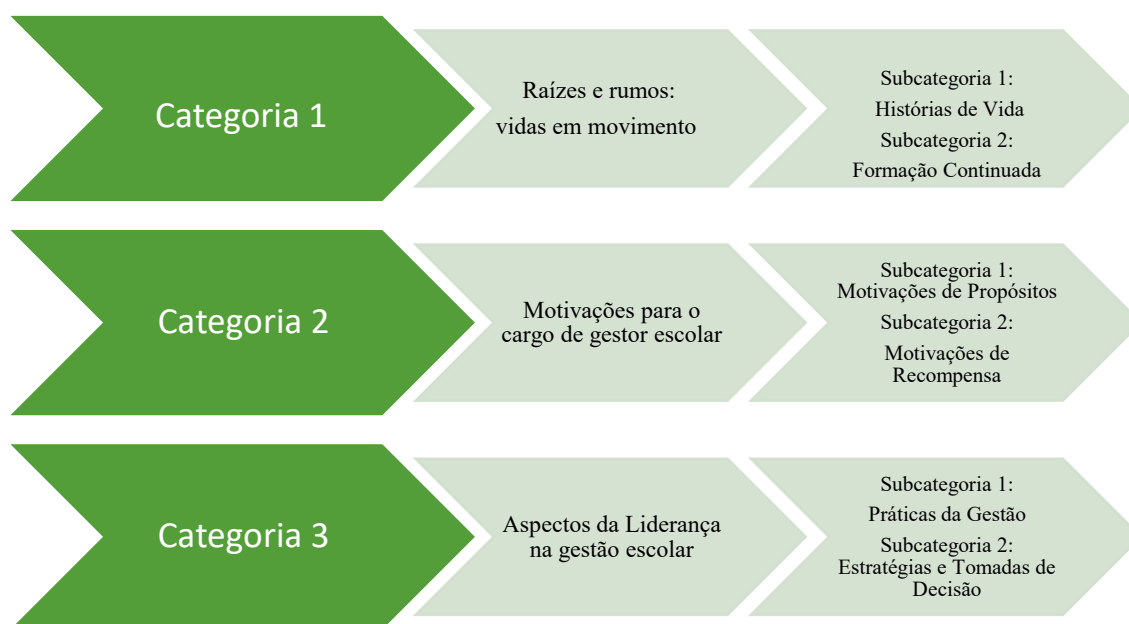 Categoria 1
Raízes e rumos:
vidas em movimento
Subcategoria 1:
Histórias de Vida
Subcategoria 2:
Formação Continuada
Categoria 2
Motivações para o
cargo de gestor escolar
Subcategoria 1:
Motivações de Propósitos
Subcategoria 2:
Motivações de
Recompensa
Categoria 3
Aspectos da Liderança
na gestão escolar
Subcategoria 1:
Práticas da Gestão
Subcategoria 2:
Estratégias e Tomadas de
Decisão